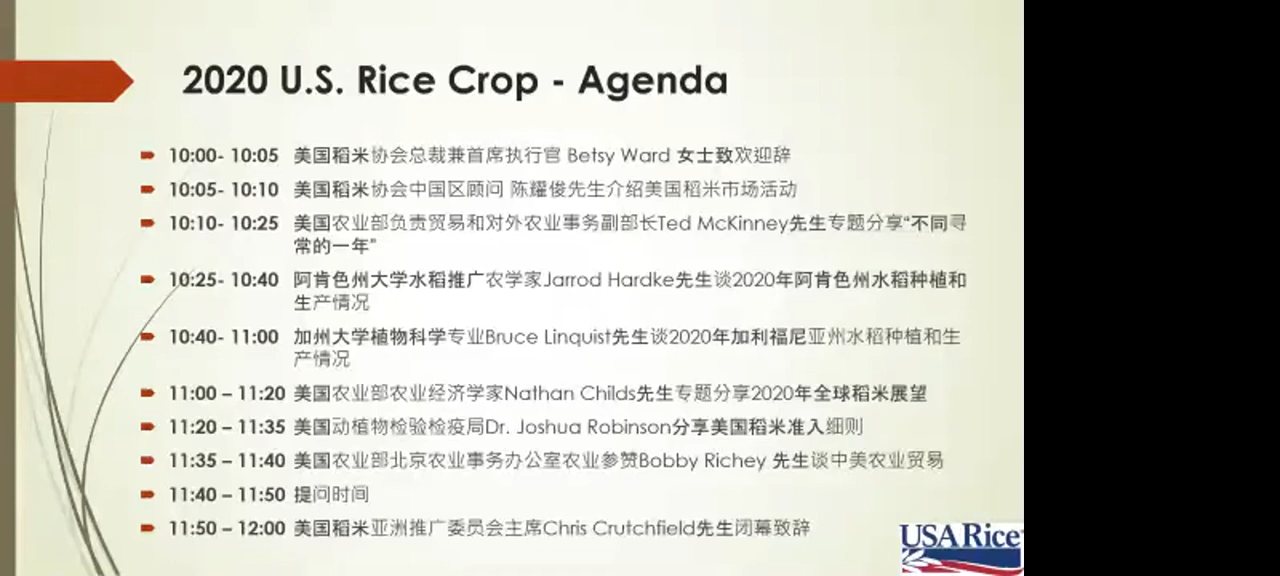 2020 U.S. Rice Crop - Agenda
10:00- 10:05 美国稻米协会总裁兼首席执行官 Betsy Ward 女士致欢迎辞
10:05- 10:10 美国稻米协会中国区顾问 陈耀俊先生介绍美国稻米市场活动
10:10- 10:25 美国农业部负责贸易和对外农业事务副部长Ted McKinney先生专题分享“不同寻
常的一年”
10:25- 10:40 阿肯色州大学水稻推广农学家Jarrod Hardke先生谈2020年阿肯色州水稻种植和
生产情况
10:40- 11:00 加州大学植物科学专业Bruce Linquist先生谈2020年加利福尼亚州水稻种植和生
产情况
11:00 – 11:20 美国农业部农业经济学家Nathan Childs先生专题分享2020年全球稻米展望
11:20 – 11:35 美国动植物检验检疫局Dr. Joshua Robinson分享美国稻米准入细则
11:35 – 11:40 美国农业部北京农业事务办公室农业参赞Bobby Richey 先生谈中美农业贸易
11:40 – 11:50 提问时间
11:50 – 12:00 美国稻米亚洲推广委员会主席Chris Crutchfield先生闭幕致辞
USA Rice